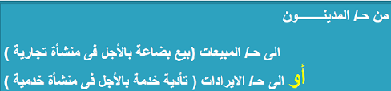 من حـ/ المدينـــــــون
الى حـ/ المبيعات (بيع بضاعة بالأجل فى منشأة تجارية )
أو الى حـ/ الايرادات ( تأدية خدمة بالأجل فى منشأة خدمية )